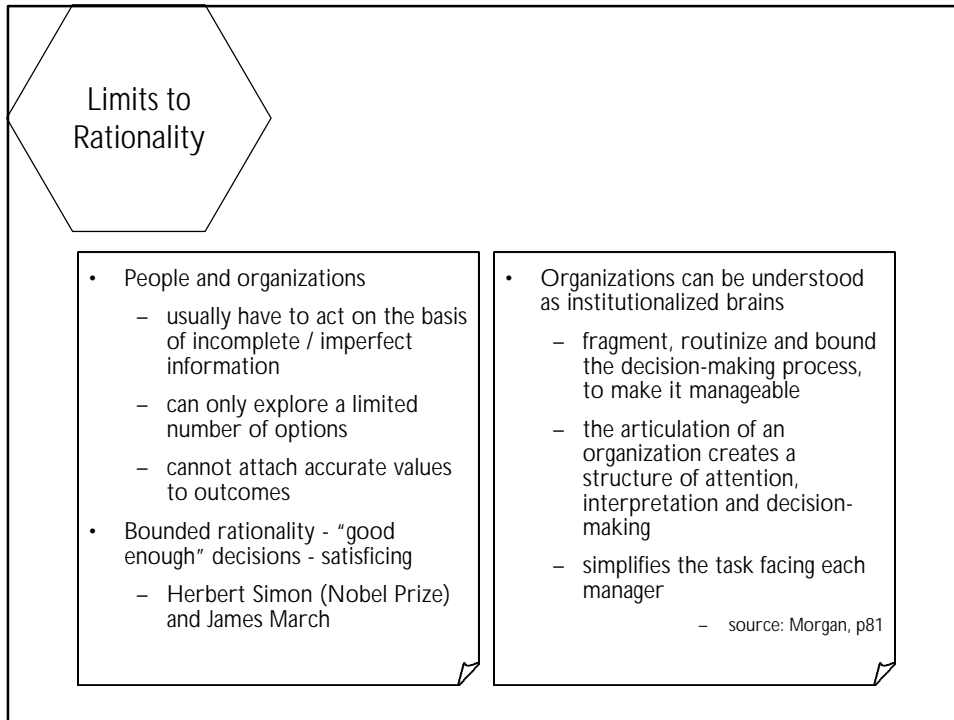 Limits to
Rationality
• People and organizations
– usually have to act on the basis
of incomplete / imperfect
information
– can only explore a limited
number of options
– cannot attach accurate values
to outcomes
• Bounded rationality - “good
enough” decisions - satisficing
– Herbert Simon (Nobel Prize)
and James March
• Organizations can be understood
as institutionalized brains
– fragment, routinize and bound
the decision-making process,
to make it manageable
– the articulation of an
organization creates a
structure of attention,
interpretation and decision-
making
– simplifies the task facing each
manager
– source: Morgan, p81